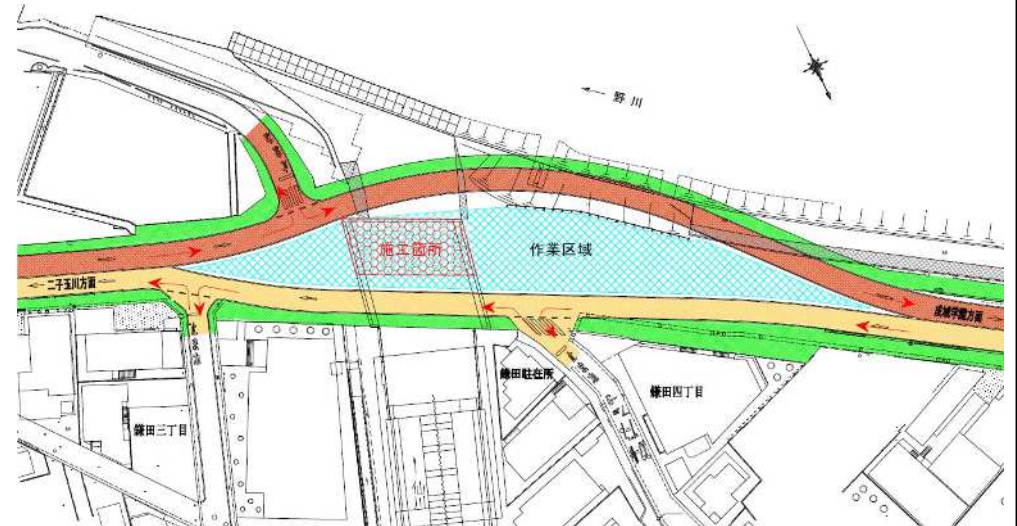 野川
施工箇所
作業区域
二子玉川方面
成城学園方面
鎌田駐在所
鎌田四丁目
鎌田三丁目
仙